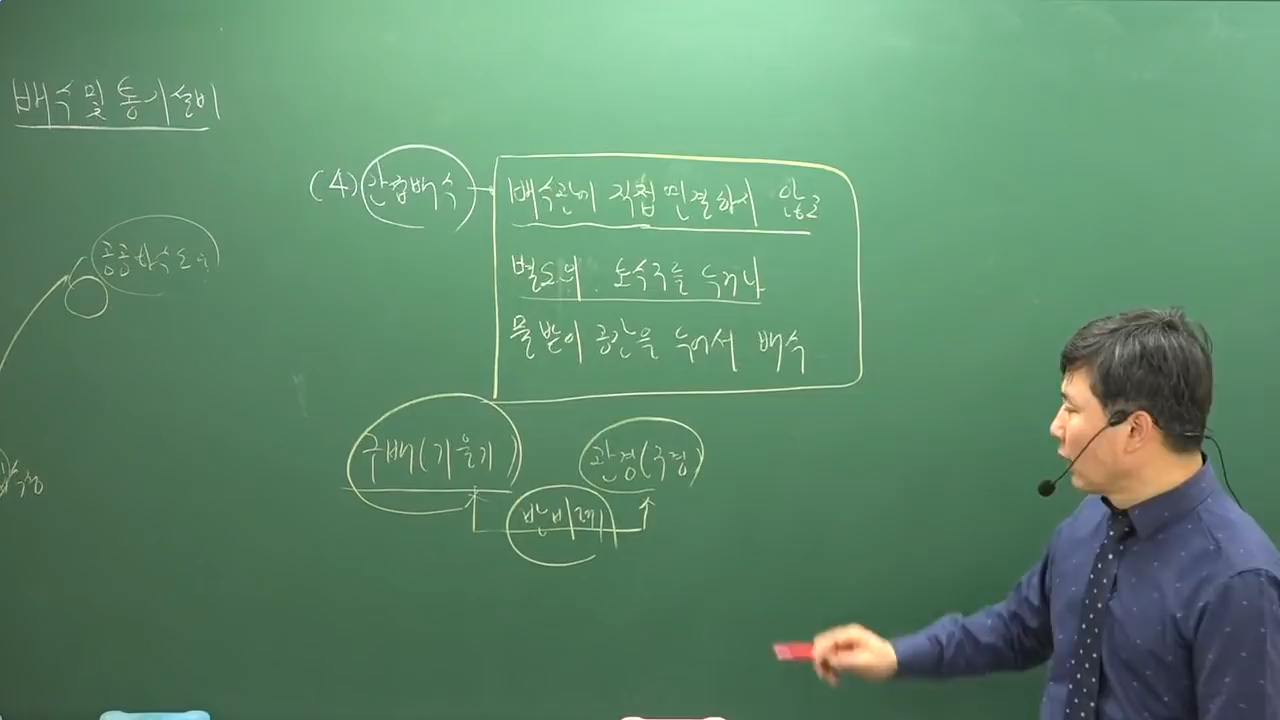 배수 및 통기설비
공공하수도
(4) 간접배수
배수관에 직접 연결하지 않고
별도의 오수구를 두거나
물받이 공간을 두어서 배수
구배(기울기)
관경(구경)
반비례